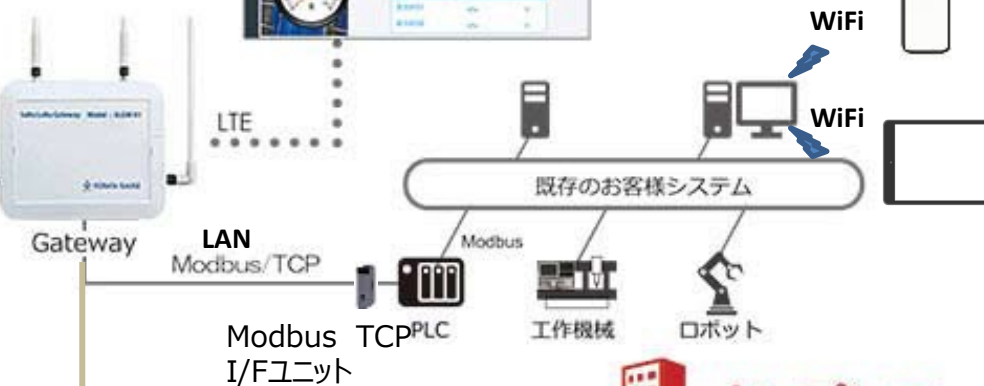 WiFi
LTE
WiFi
既存のお客様システム
Gateway
LAN
Modbus/TCP
Modbus
Modbus TCP
I/Fユニット
PLC
工作機械
ロボット